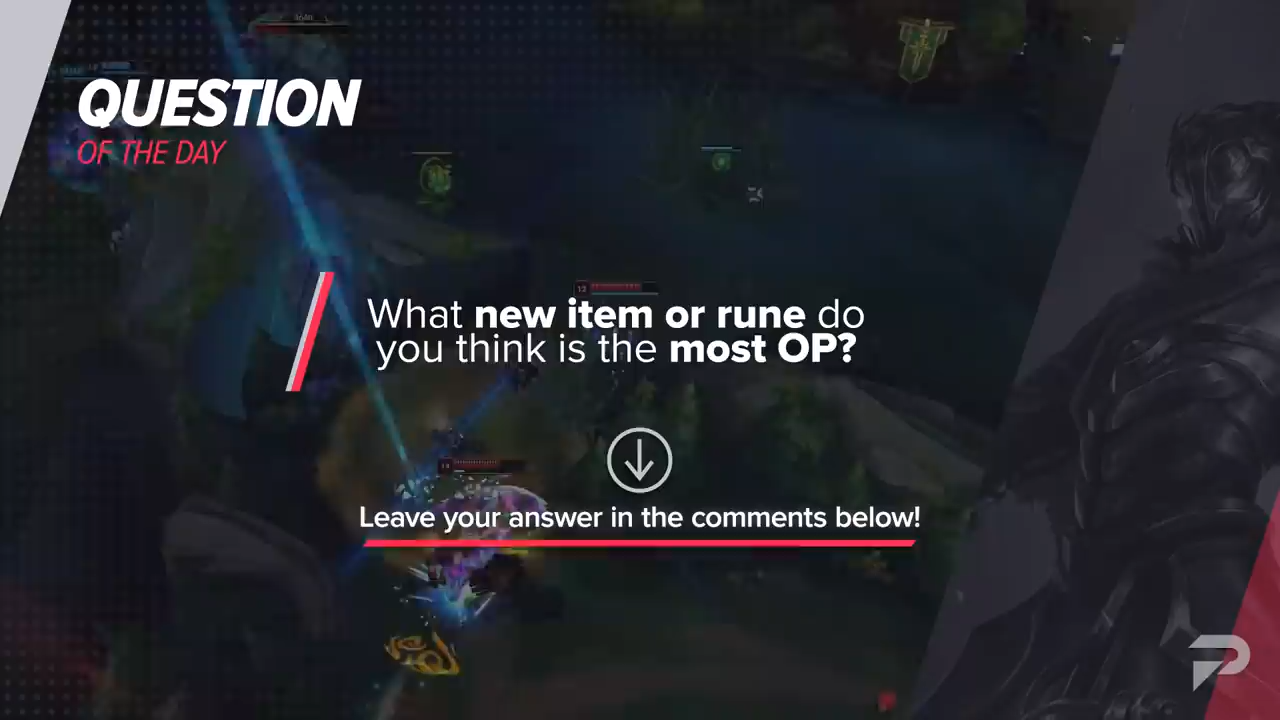 QUESTION
OF THE DAY
What new item or rune do
you think is the most OP?
Leave your answer in the comments below!